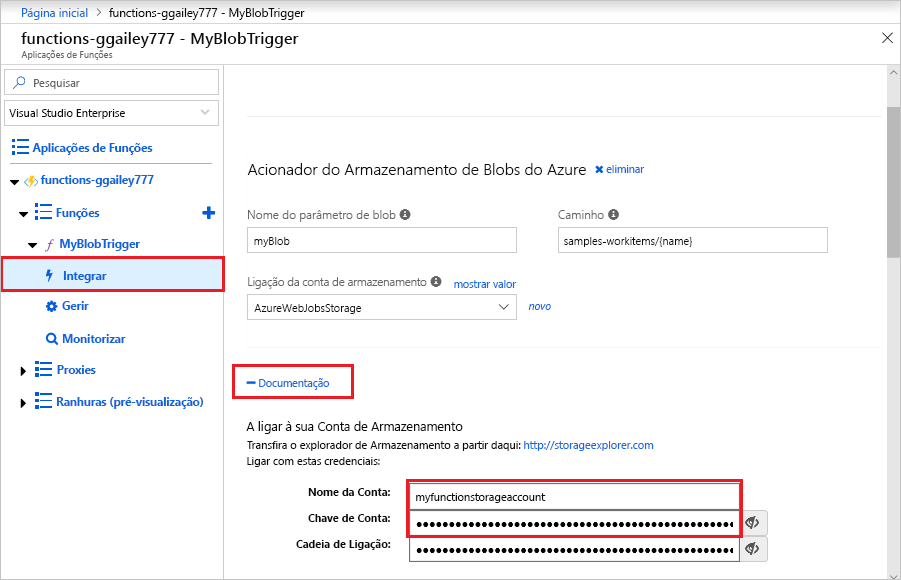 Página inicial > functions-ggailey777 - MyBlobTrigger
functions-ggailey777 - MyBlobTrigger
Aplicações de Funções
Pesquisar
Visual Studio Enterprise
Aplicações de Funções
functions-ggailey777
Funções
MyBlobTrigger
Integrar
Gerir
Monitorizar
Proxies
Ranhuras (pré-visualização)
Acionador do Armazenamento de Blobs do Azure eliminar
Nome do parâmetro de blob
myBlob
Caminho
samples-workitems/{name}
Ligação da conta de armazenamento mostrar valor
AzureWebJobsStorage novo
Documentação
A ligar à sua Conta de Armazenamento
Transfira o explorador de Armazenamento a partir daqui: http://storageexplorer.com
Ligar com estas credenciais:
Nome da Conta: myfunctionstorageaccount
Chave de Conta:
Cadeia de Ligação: